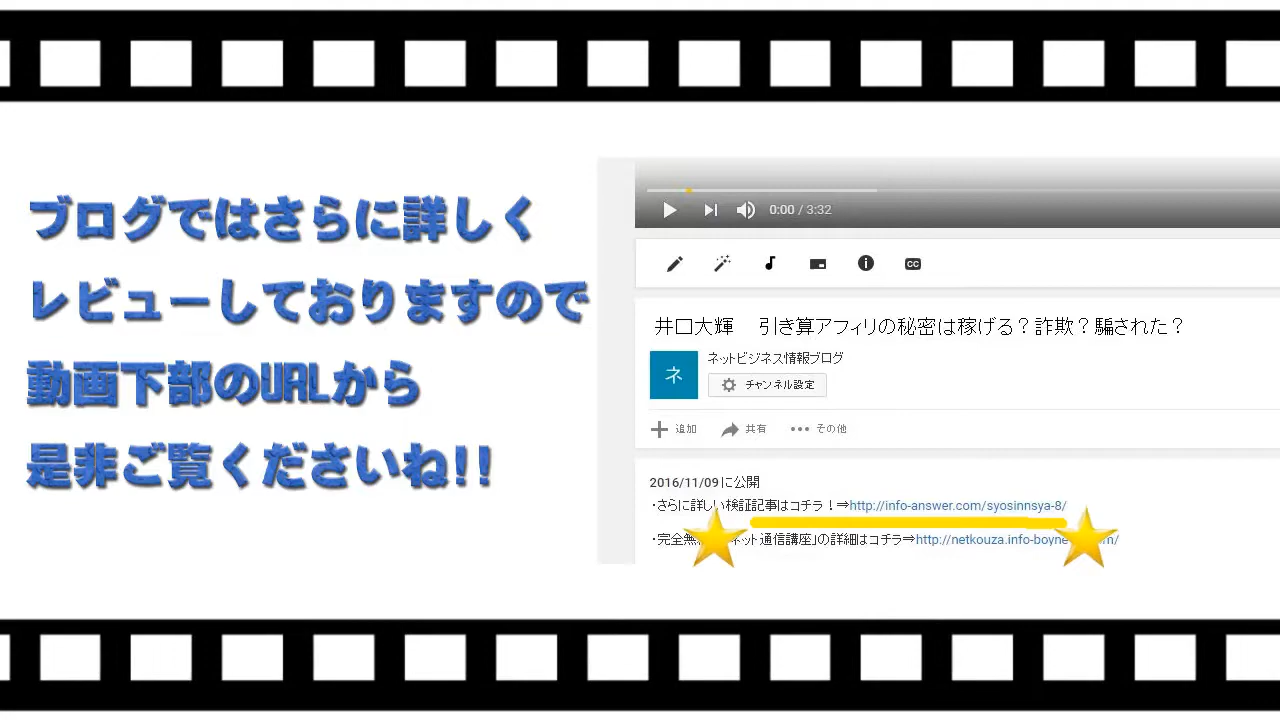 ブログではさらに詳しく
レビューしておりますので
動画下部のURLから
是非ご覧くださいね!!
0:00 / 3:32
CC
井口大輝 引き算アフィリの秘密は稼げる？詐欺？騙された？
ネ
ネットビジネス情報ブログ
チャンネル設定
追加 共有 その他
2016/11/09 に公開
・さらに詳しい検証記事はコチラ！⇒http://info-answer.com/syosinnsya-8/
・完全無 ネット通信講座」の詳細はコチラ⇒http://netkouza.info-boyne m/